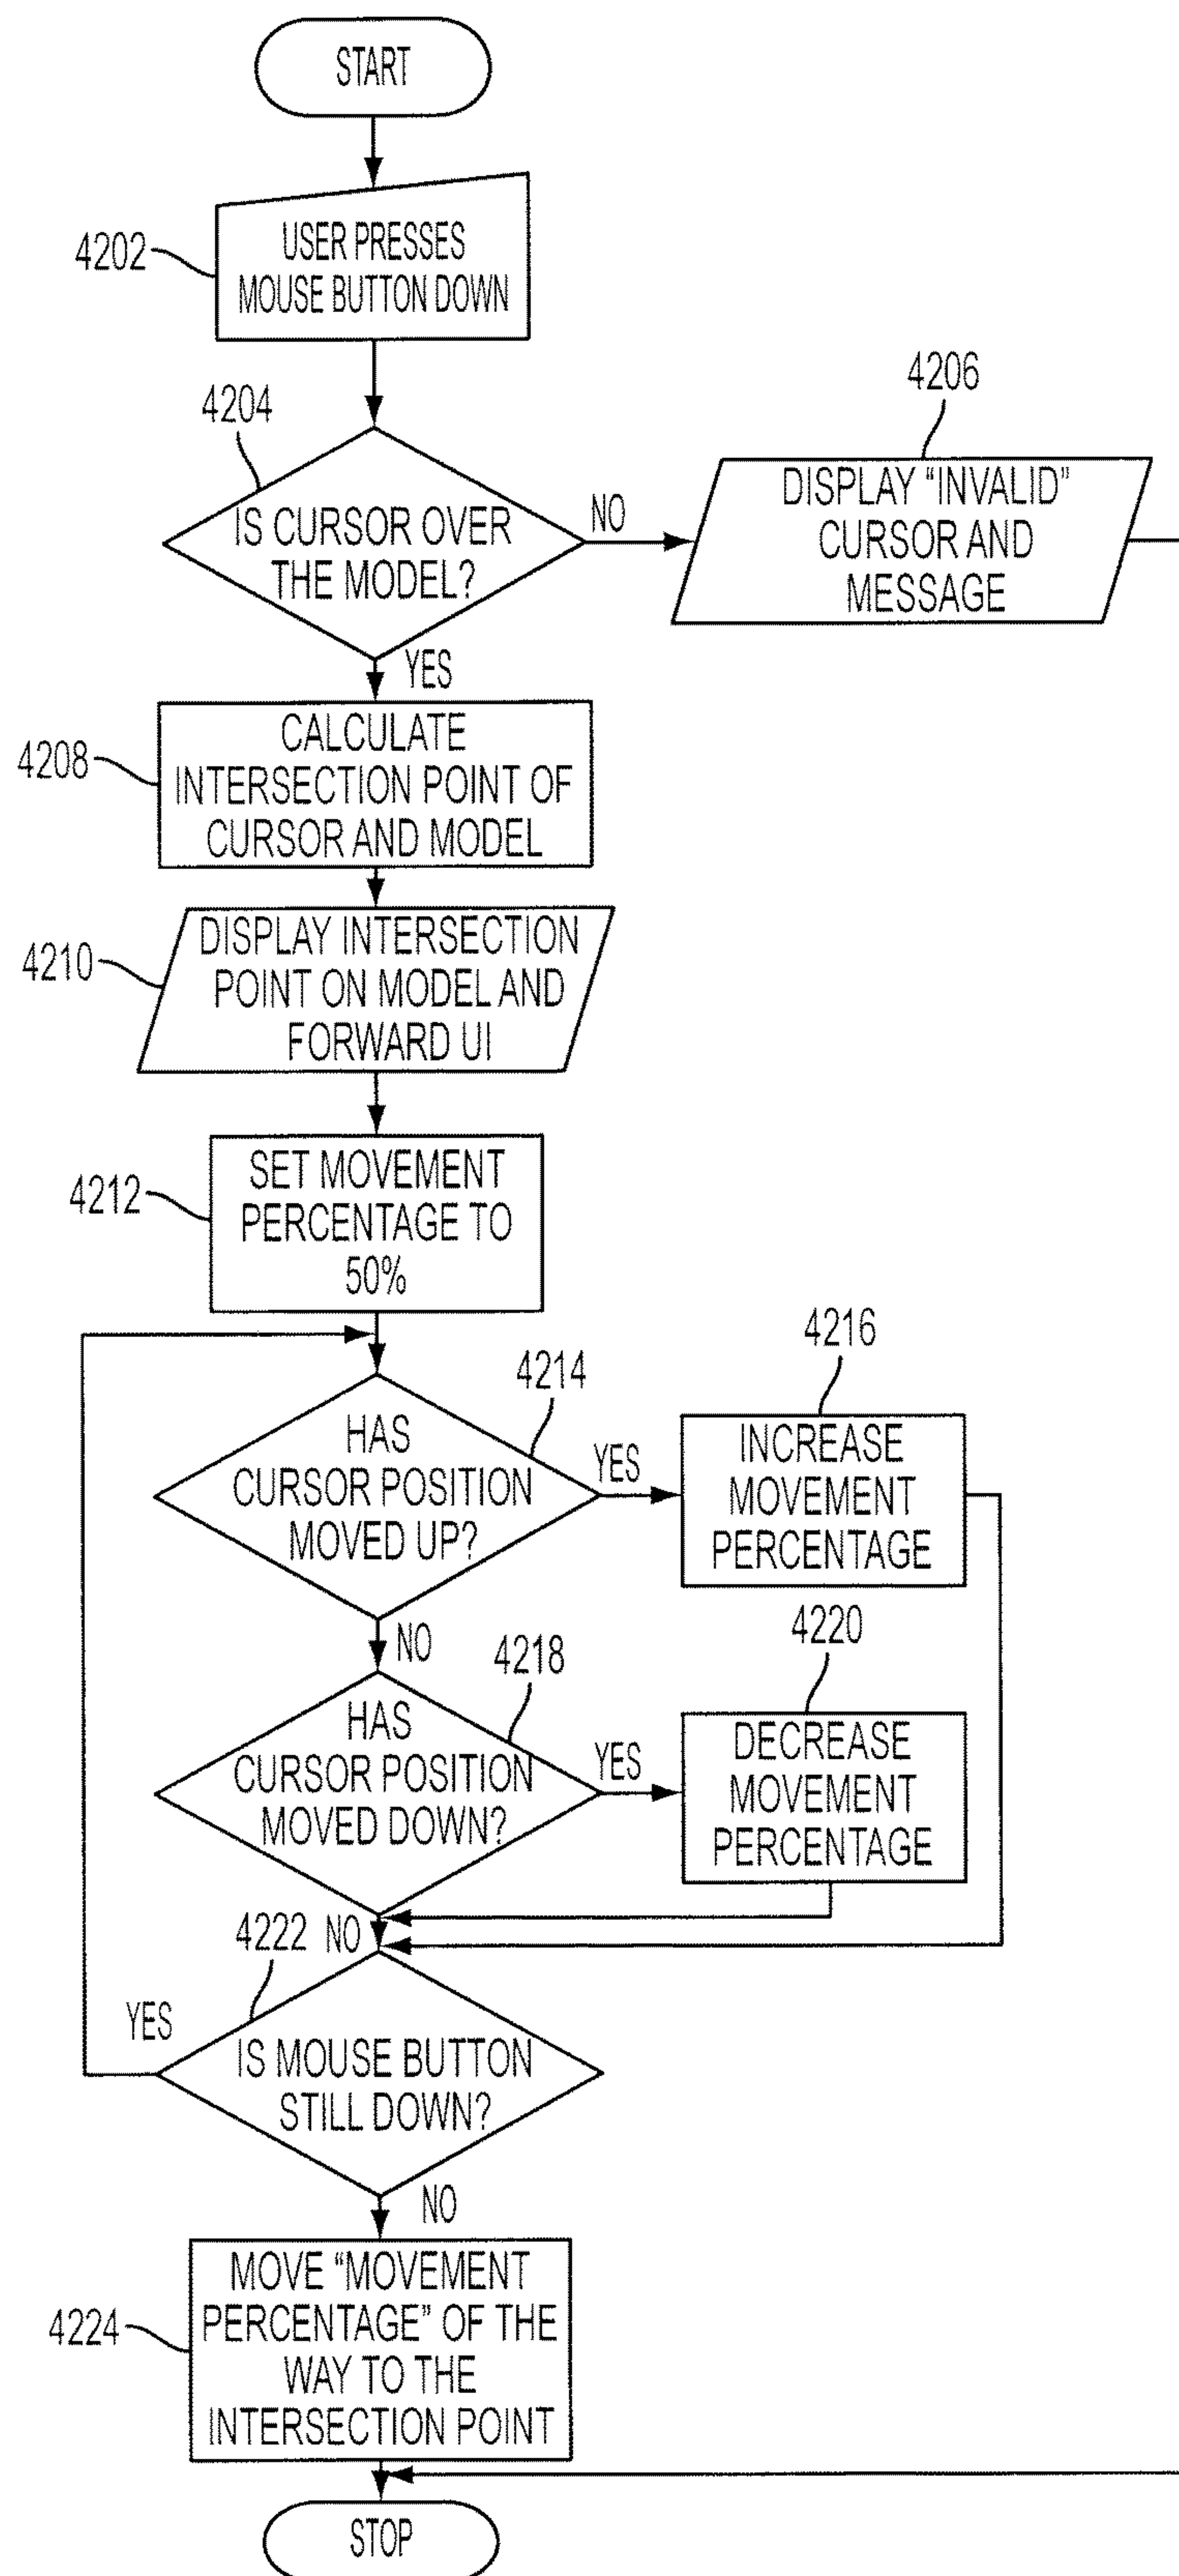 START
4202
USER PRESSES
MOUSE BUTTON DOWN
4204
IS CURSOR OVER
THE MODEL?
NO
4206
DISPLAY “INVALID”
CURSOR AND
MESSAGE
YES
4208
CALCULATE
INTERSECTION POINT OF
CURSOR AND MODEL
4210
DISPLAY INTERSECTION
POINT ON MODEL AND
FORWARD UI
4212
SET MOVEMENT
PERCENTAGE TO
50%
4214
HAS
CURSOR POSITION
MOVED UP?
YES
4216
INCREASE
MOVEMENT
PERCENTAGE
NO
4218
HAS
CURSOR POSITION
MOVED DOWN?
YES
4220
DECREASE
MOVEMENT
PERCENTAGE
NO
4222
YES
IS MOUSE BUTTON
STILL DOWN?
NO
4224
MOVE “MOVEMENT
PERCENTAGE” OF THE
WAY TO THE
INTERSECTION POINT
STOP